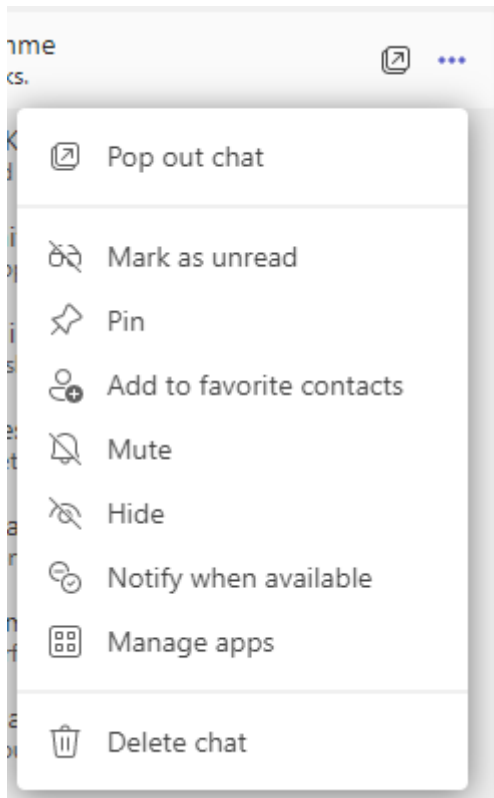 Pop out chat
Mark as unread
Pin
Add to favorite contacts
Mute
Hide
Notify when available
Manage apps
Delete chat